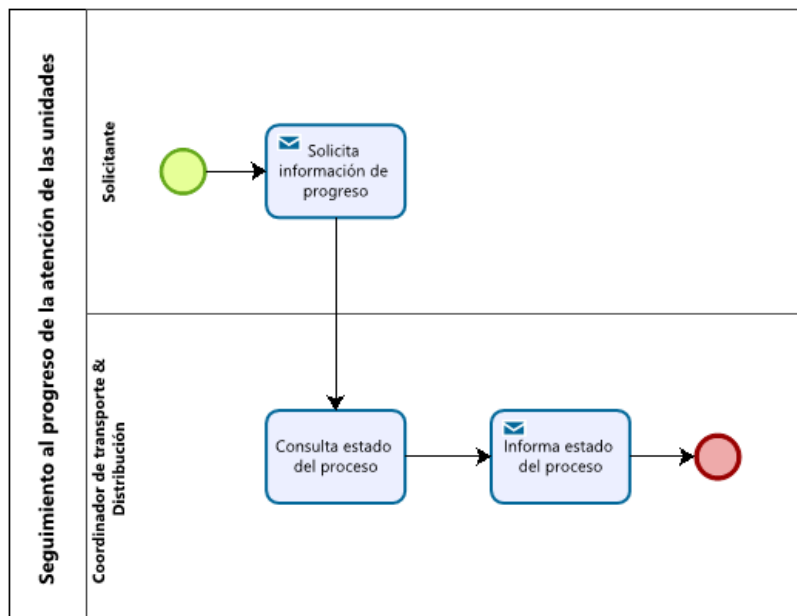 Seguimiento al progreso de la atención de las unidades
Solicitante
Solicita
información de
progreso
Coordinador de transporte &
Distribución
Consulta estado
del proceso
Informa estado
del proceso